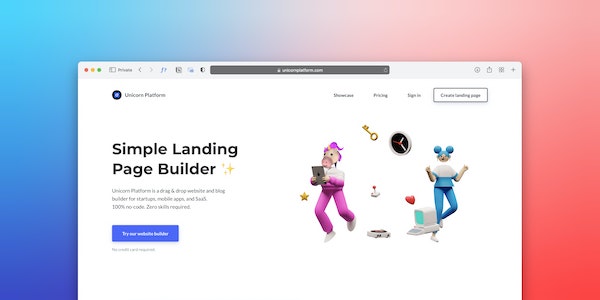 Private
unicornplatform.com
Unicorn Platform
Showcase
Pricing
Sign in
Create landing page
Simple Landing
Page Builder ✨
Unicorn Platform is a drag & drop website and blog
builder for startups, mobile apps, and SaaS.
100% no-code. Zero skills required.
Try our website builder
No credit card required